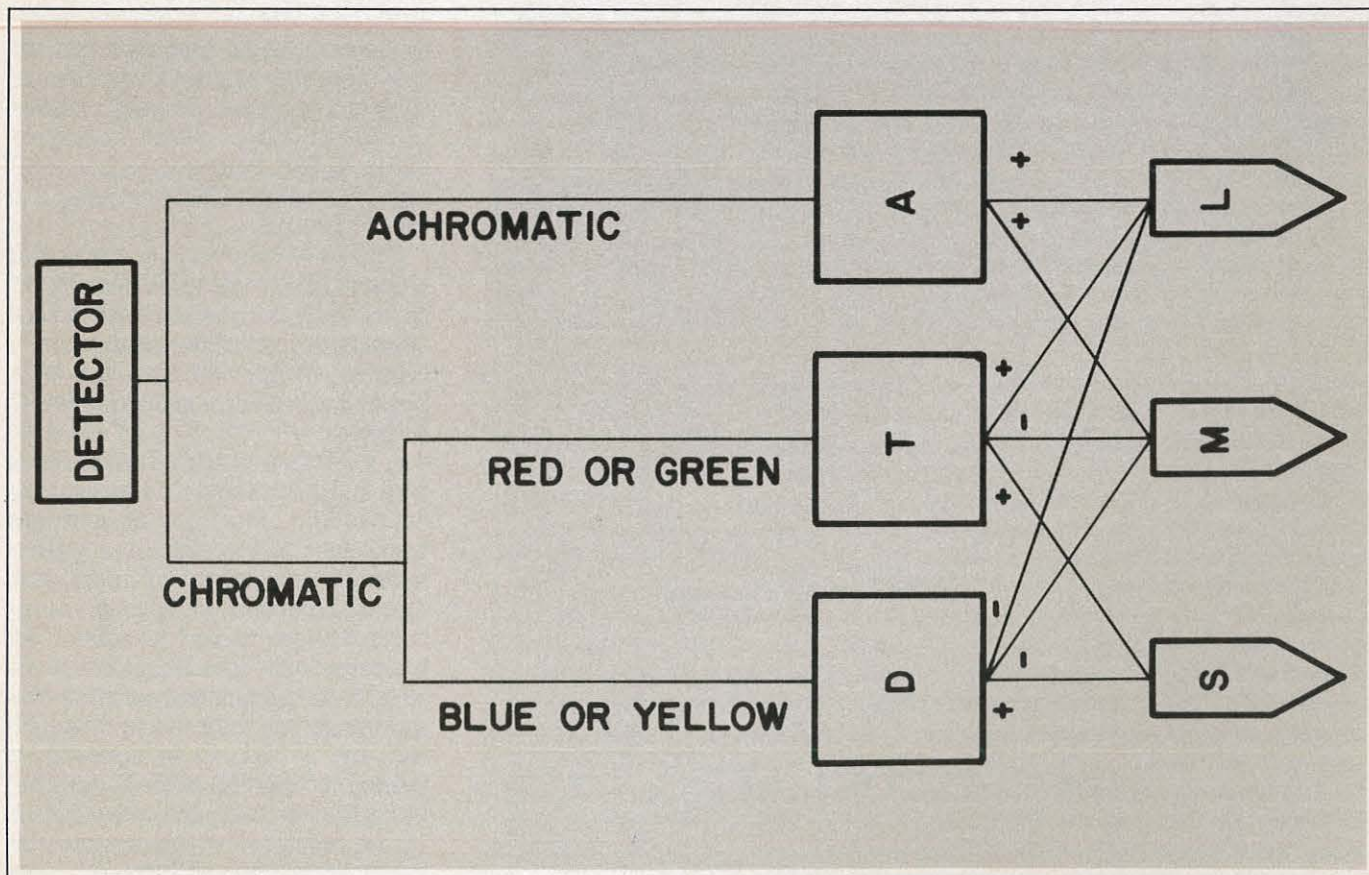 DETECTOR
ACHROMATIC
CHROMATIC
RED OR GREEN
BLUE OR YELLOW
A
T
D
+
+
+
-
+
-
-
+
L
M
S